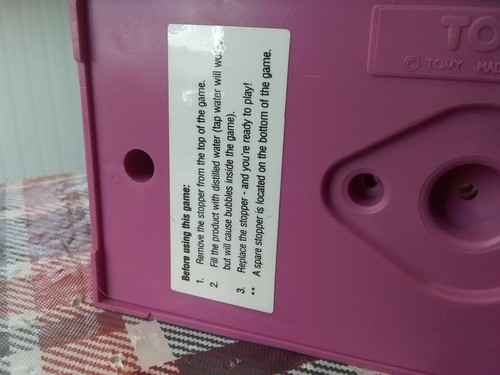 Before using this game:
1. Remove the stopper from the top of the game.
2. Fill the product with distilled water (tap water will
but will cause bubbles inside the game).
3. Replace the stopper - and you're ready to play!
** A spare stopper is located on the bottom of the game.
TO
© TOMY MAD